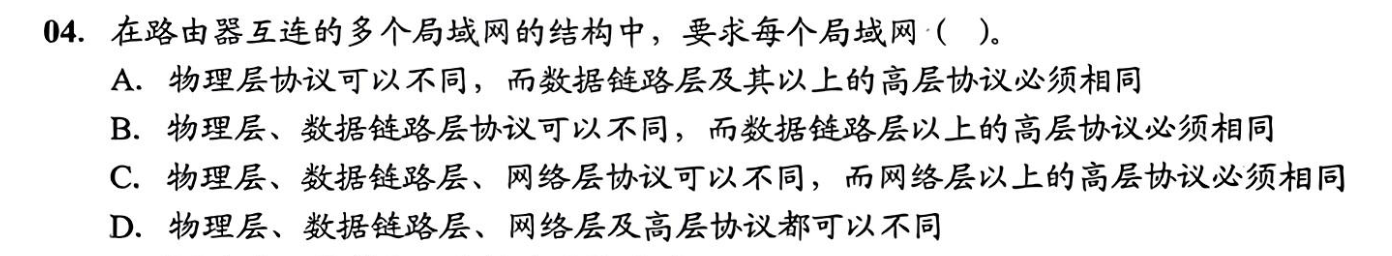 04. 在路由器互连的多个局域网的结构中，要求每个局域网（ ）。
A. 物理层协议可以不同，而数据链路层及其以上的高层协议必须相同
B. 物理层、数据链路层协议可以不同，而数据链路层以上的高层协议必须相同
C. 物理层、数据链路层、网络层协议可以不同，而网络层以上的高层协议必须相同
D. 物理层、数据链路层、网络层及高层协议都可以不同